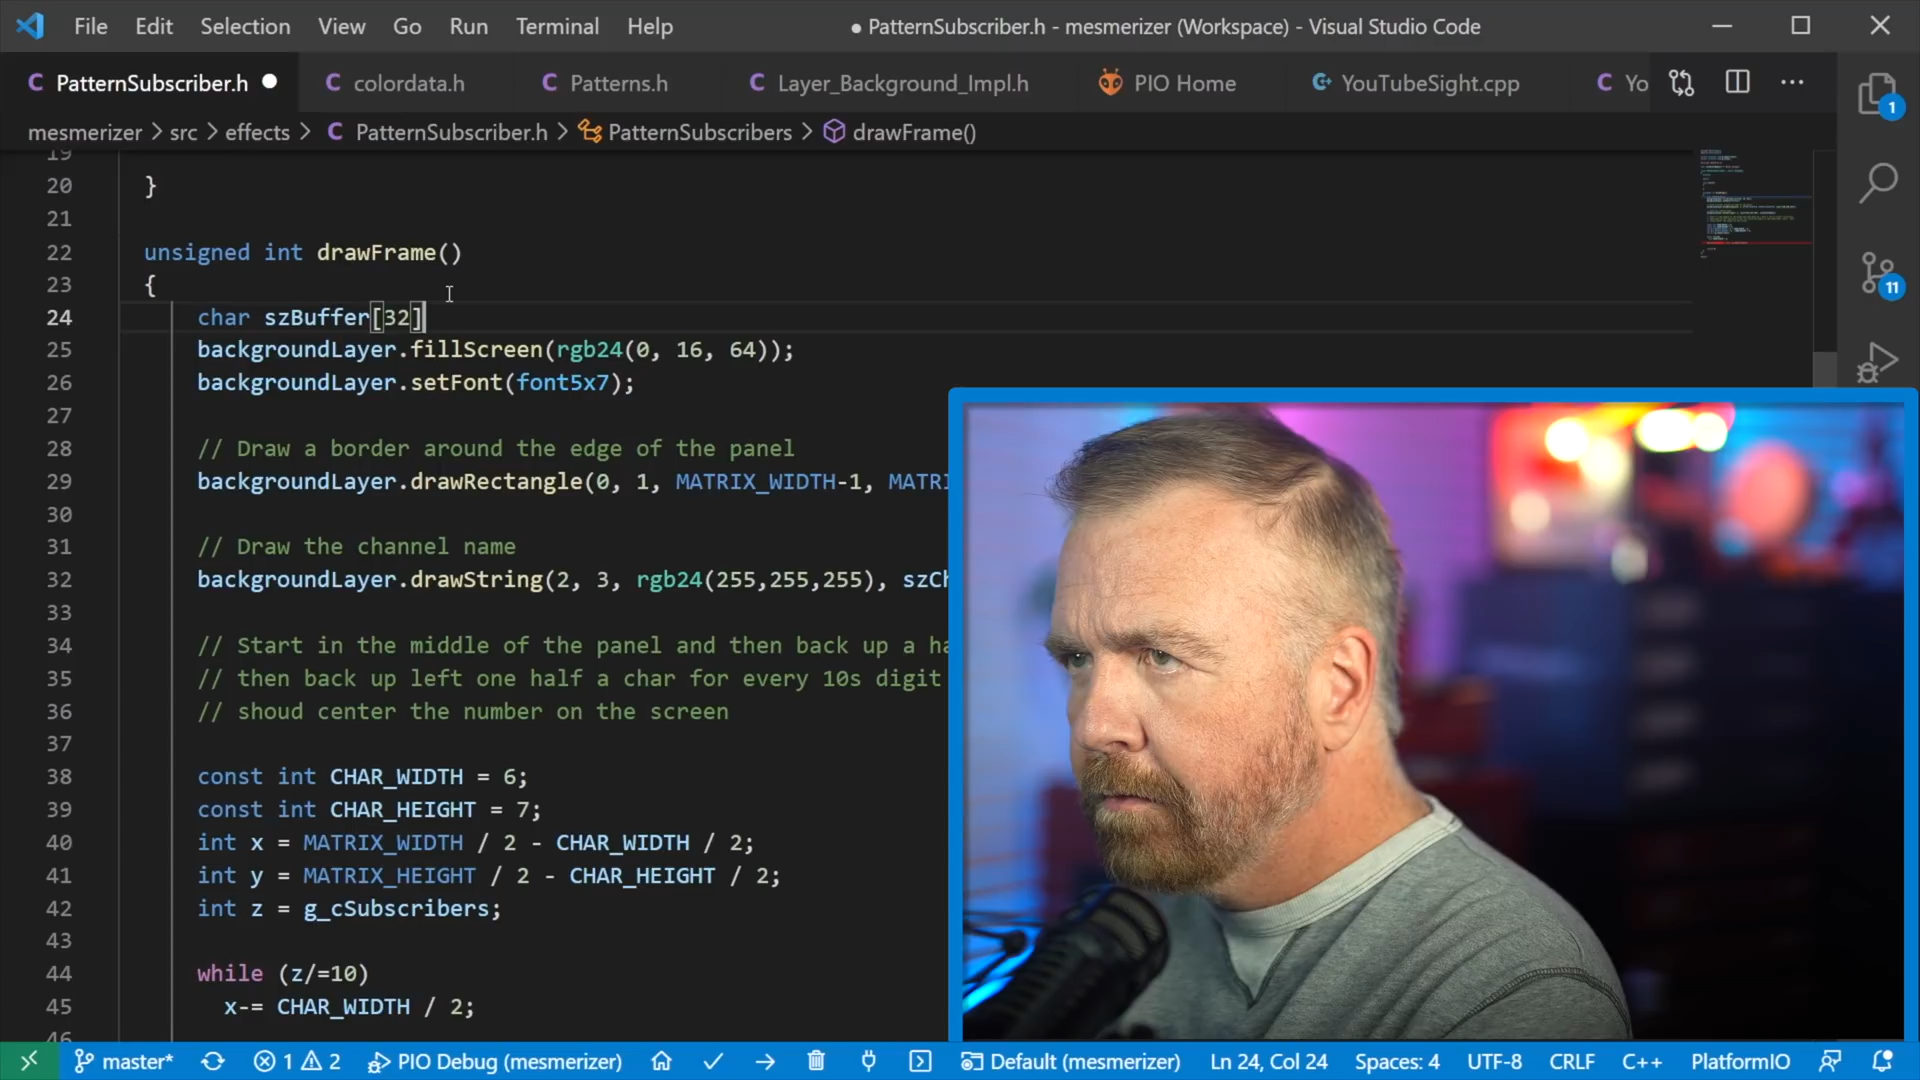 File Edit Selection View Go Run Terminal Help ● PatternSubscriber.h - mesmerizer (Workspace) - Visual Studio Code
C PatternSubscriber.h ● C colordata.h C Patterns.h C Layer_Background_Impl.h PIO Home C++ YouTubeSight.cpp C Yo ···
mesmerizer > src > effects > C PatternSubscriber.h > PatternSubscribers > drawFrame()
1
19
20 }
21
22 unsigned int drawFrame()
23 {
24 char szBuffer[32]
25 backgroundLayer.fillScreen(rgb24(0, 16, 64));
26 backgroundLayer.setFont(font5x7);
27
28 // Draw a border around the edge of the panel
29 backgroundLayer.drawRectangle(0, 1, MATRIX_WIDTH-1, MATRI
30
31 // Draw the channel name
32 backgroundLayer.drawString(2, 3, rgb24(255,255,255), szCh
33
34 // Start in the middle of the panel and then back up a ha
35 // then back up left one half a char for every 10s digit
36 // shoud center the number on the screen
37
38 const int CHAR_WIDTH = 6;
39 const int CHAR_HEIGHT = 7;
40 int x = MATRIX_WIDTH / 2 - CHAR_WIDTH / 2;
41 int y = MATRIX_HEIGHT / 2 - CHAR_HEIGHT / 2;
42 int z = g_cSubscribers;
43
44 while (z/=10)
45 x-= CHAR_WIDTH / 2;
11
master* 1 2 PIO Debug (mesmerizer) Default (mesmerizer) Ln 24, Col 24 Spaces: 4 UTF-8 CRLF C++ PlatformIO